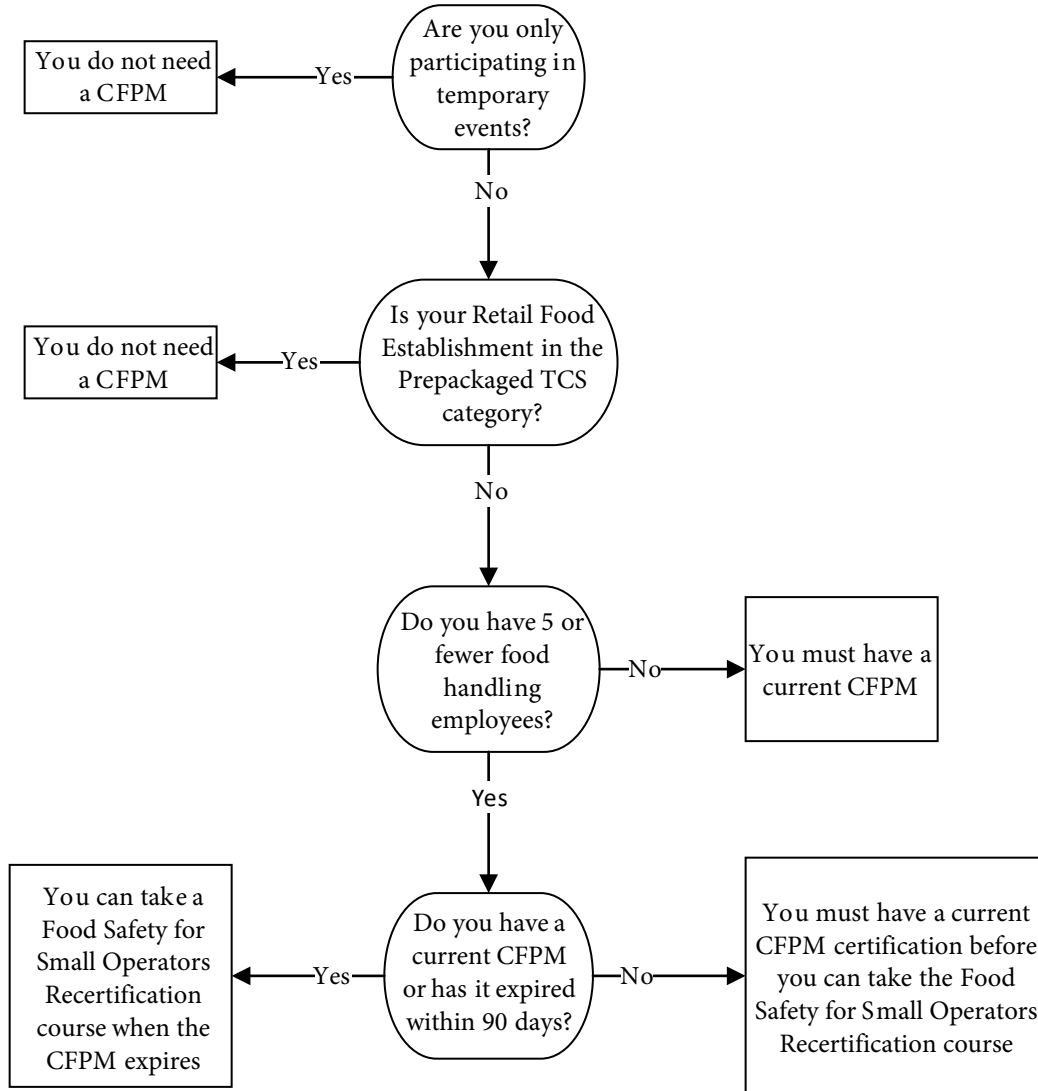 Are you only
participating in
temporary
events?
Yes
You do not need
a CFPM
No
Is your Retail Food
Establishment in the
Prepackaged TCS
category?
Yes
You do not need
a CFPM
No
Do you have 5 or
fewer food
handling
employees?
No
You must have a
current CFPM
Yes
Do you have a
current CFPM
or has it expired
within 90 days?
Yes
You can take a
Food Safety for
Small Operators
Recertification
course when the
CFPM expires
No
You must have a current
CFPM certification before
you can take the Food
Safety for Small Operators
Recertification course